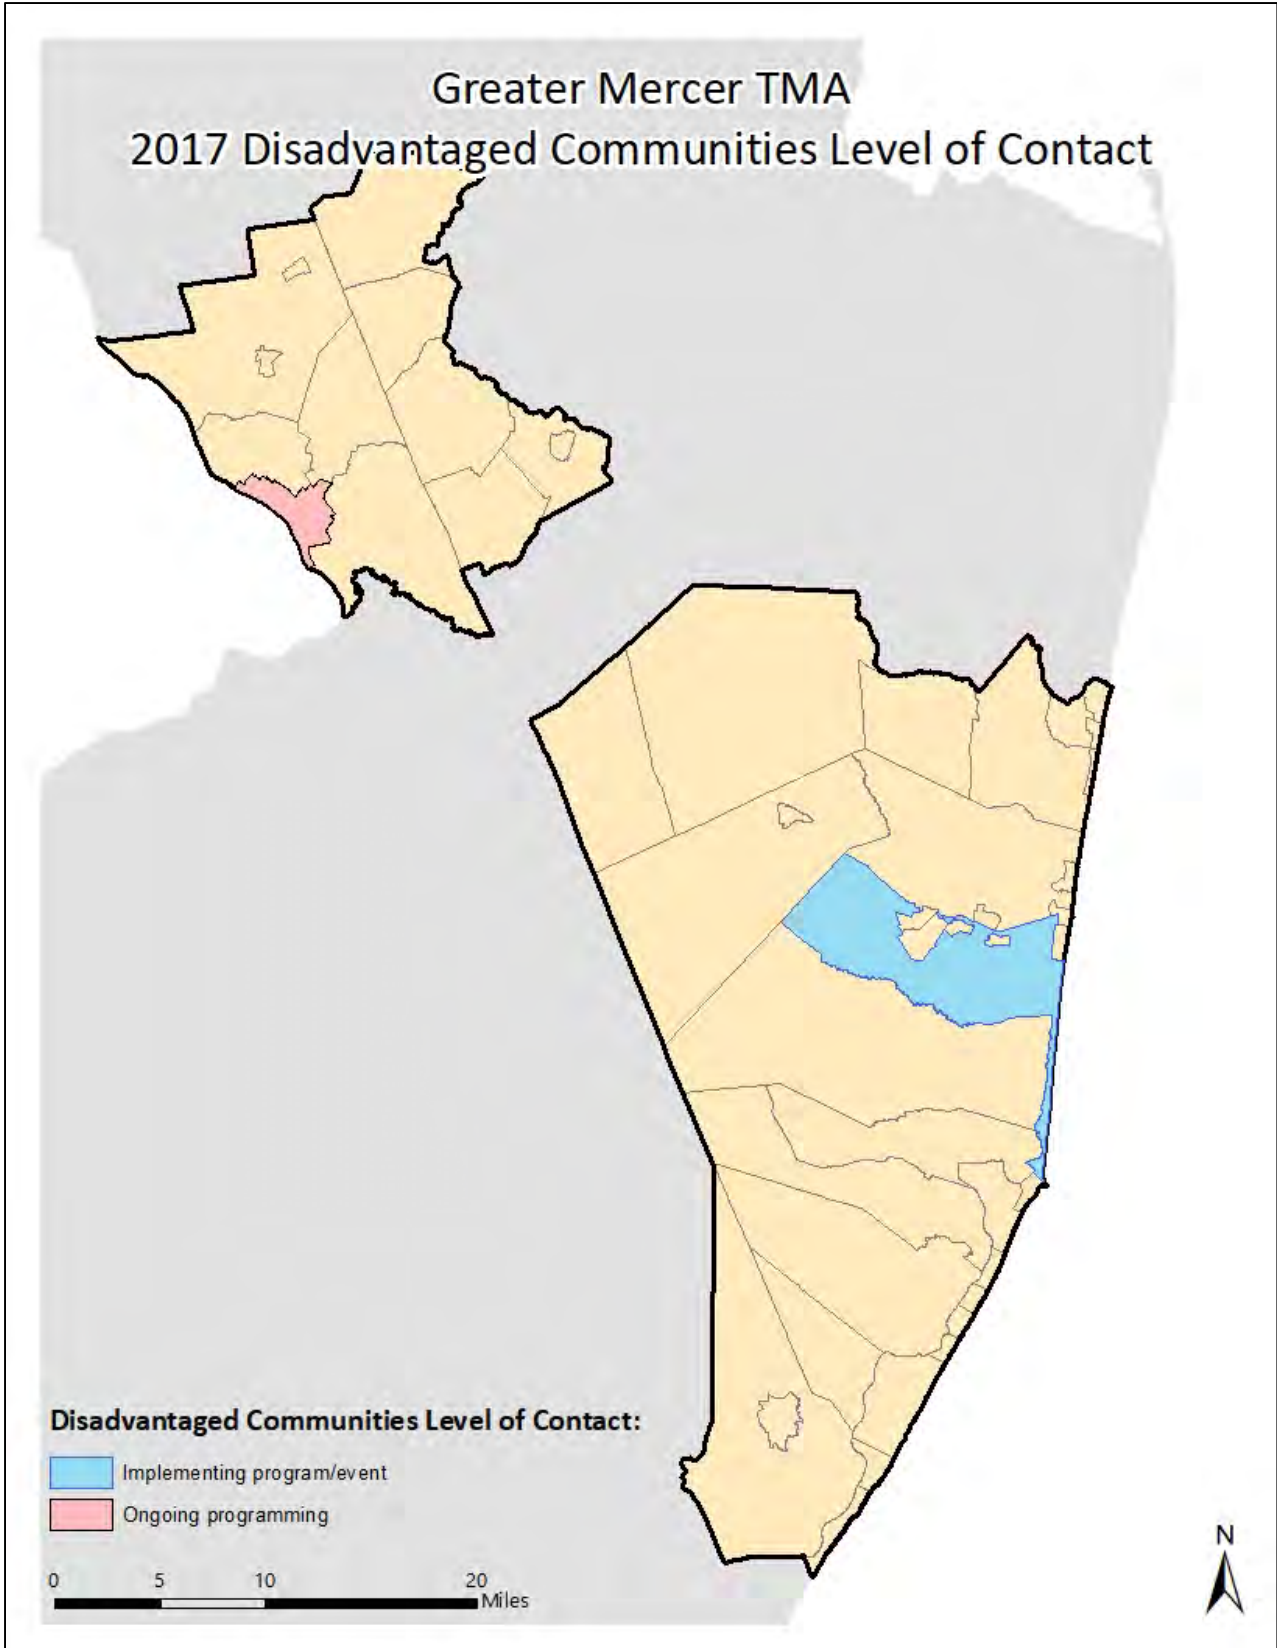 Greater Mercer TMA
2017 Disadvantaged Communities Level of Contact
Disadvantaged Communities Level of Contact:
Implementing program/event
Ongoing programming
0 5 10 20
Miles
N